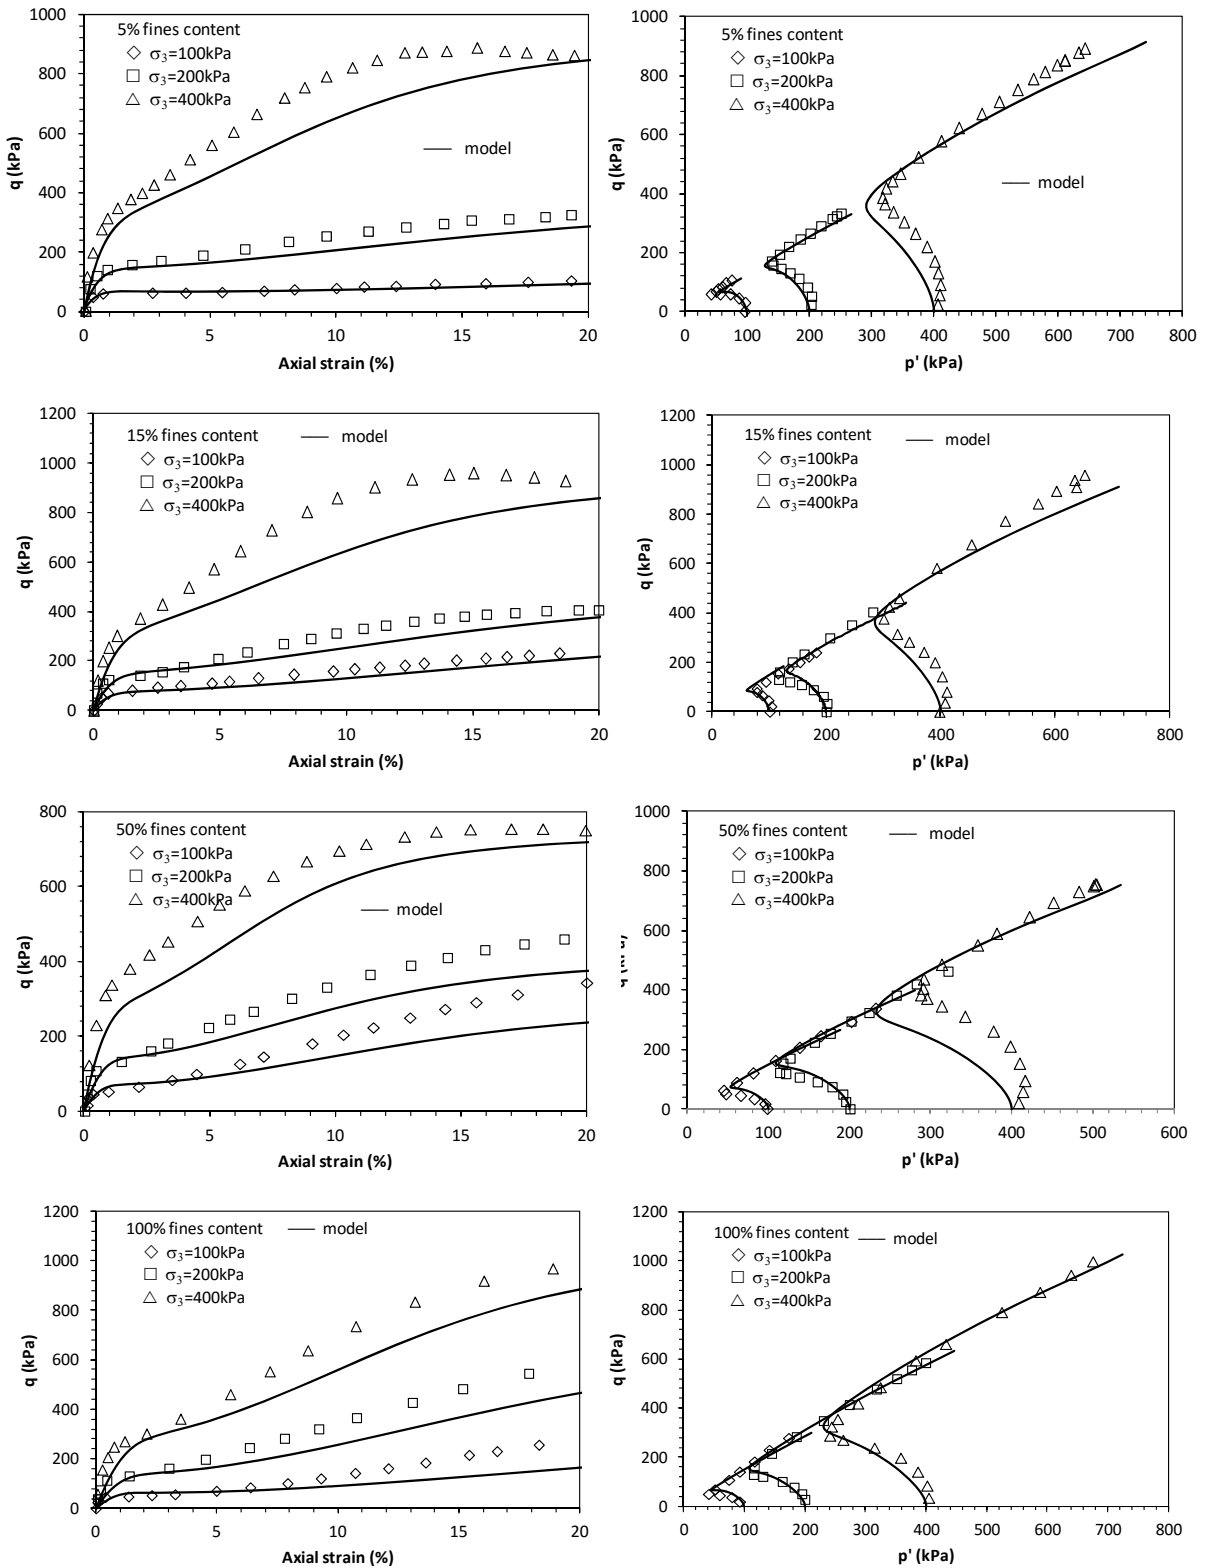 1000
800
600
400
200
0
q (kPa)
5% fines content
σ3=100kPa
σ3=200kPa
σ3=400kPa
model
0 5 10 15 20
Axial strain (%)
1000
800
600
400
200
0
q (kPa)
5% fines content
σ3=100kPa
σ3=200kPa
σ3=400kPa
model
0 100 200 300 400 500 600 700 800
p' (kPa)
1200
1000
800
600
400
200
0
q (kPa)
15% fines content
model
σ3=100kPa
σ3=200kPa
σ3=400kPa
0 5 10 15 20
Axial strain (%)
1200
1000
800
600
400
200
0
q (kPa)
15% fines content
model
σ3=100kPa
σ3=200kPa
σ3=400kPa
0 200 400 600 800
p' (kPa)
800
600
400
200
0
q (kPa)
50% fines content
σ3=100kPa
σ3=200kPa
σ3=400kPa
model
0 5 10 15 20
Axial strain (%)
1000
800
600
400
200
0
50% fines content
model
σ3=100kPa
σ3=200kPa
σ3=400kPa
0 100 200 300 400 500 600
p' (kPa)
1200
1000
800
600
400
200
0
q (kPa)
100% fines content
model
σ3=100kPa
σ3=200kPa
σ3=400kPa
0 5 10 15 20
Axial strain (%)
1200
1000
800
600
400
200
0
q (kPa)
100% fines content
model
σ3=100kPa
σ3=200kPa
σ3=400kPa
0 100 200 300 400 500 600 700 800
p' (kPa)